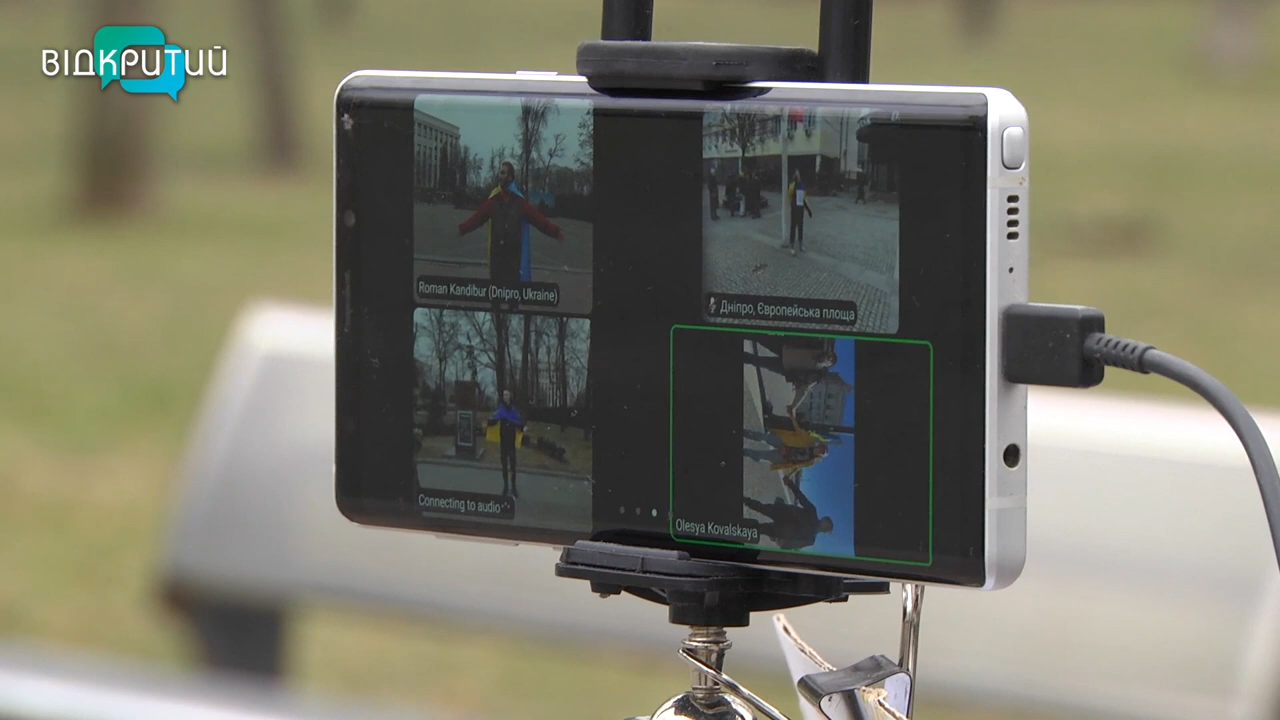 ВІДКРИТИЙ
Roman Kandibur (Dnipro, Ukraine)
Дніпро, Європейська площа
Connecting to audio
Olesya Kovalskaya